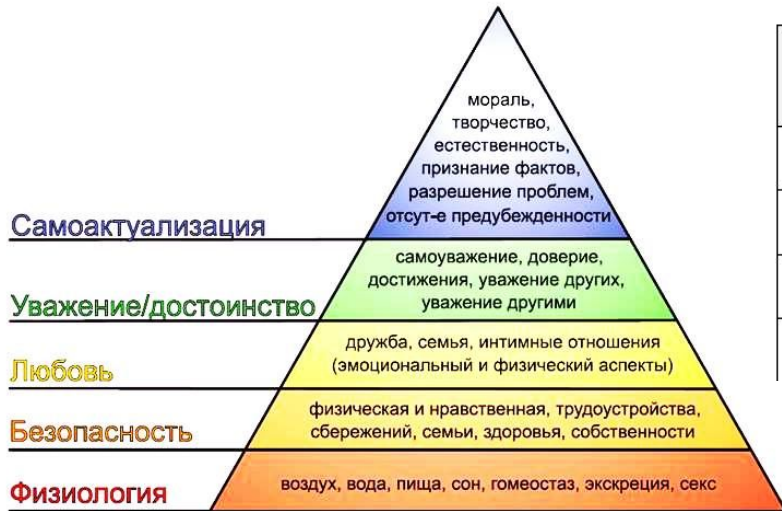 мораль,
творчество,
естественность,
признание фактов,
разрешение проблем,
отсут-е предубежденности
Самоактуализация
самоуважение, доверие,
достижения, уважение других,
уважение другими
Уважение/достоинство
дружба, семья, интимные отношения
(эмоциональный и физический аспекты)
Любовь
физическая и нравственная, трудоустройства,
сбережений, семьи, здоровья, собственности
Безопасность
воздух, вода, пища, сон, гомеостаз, экскреция, секс
Физиология